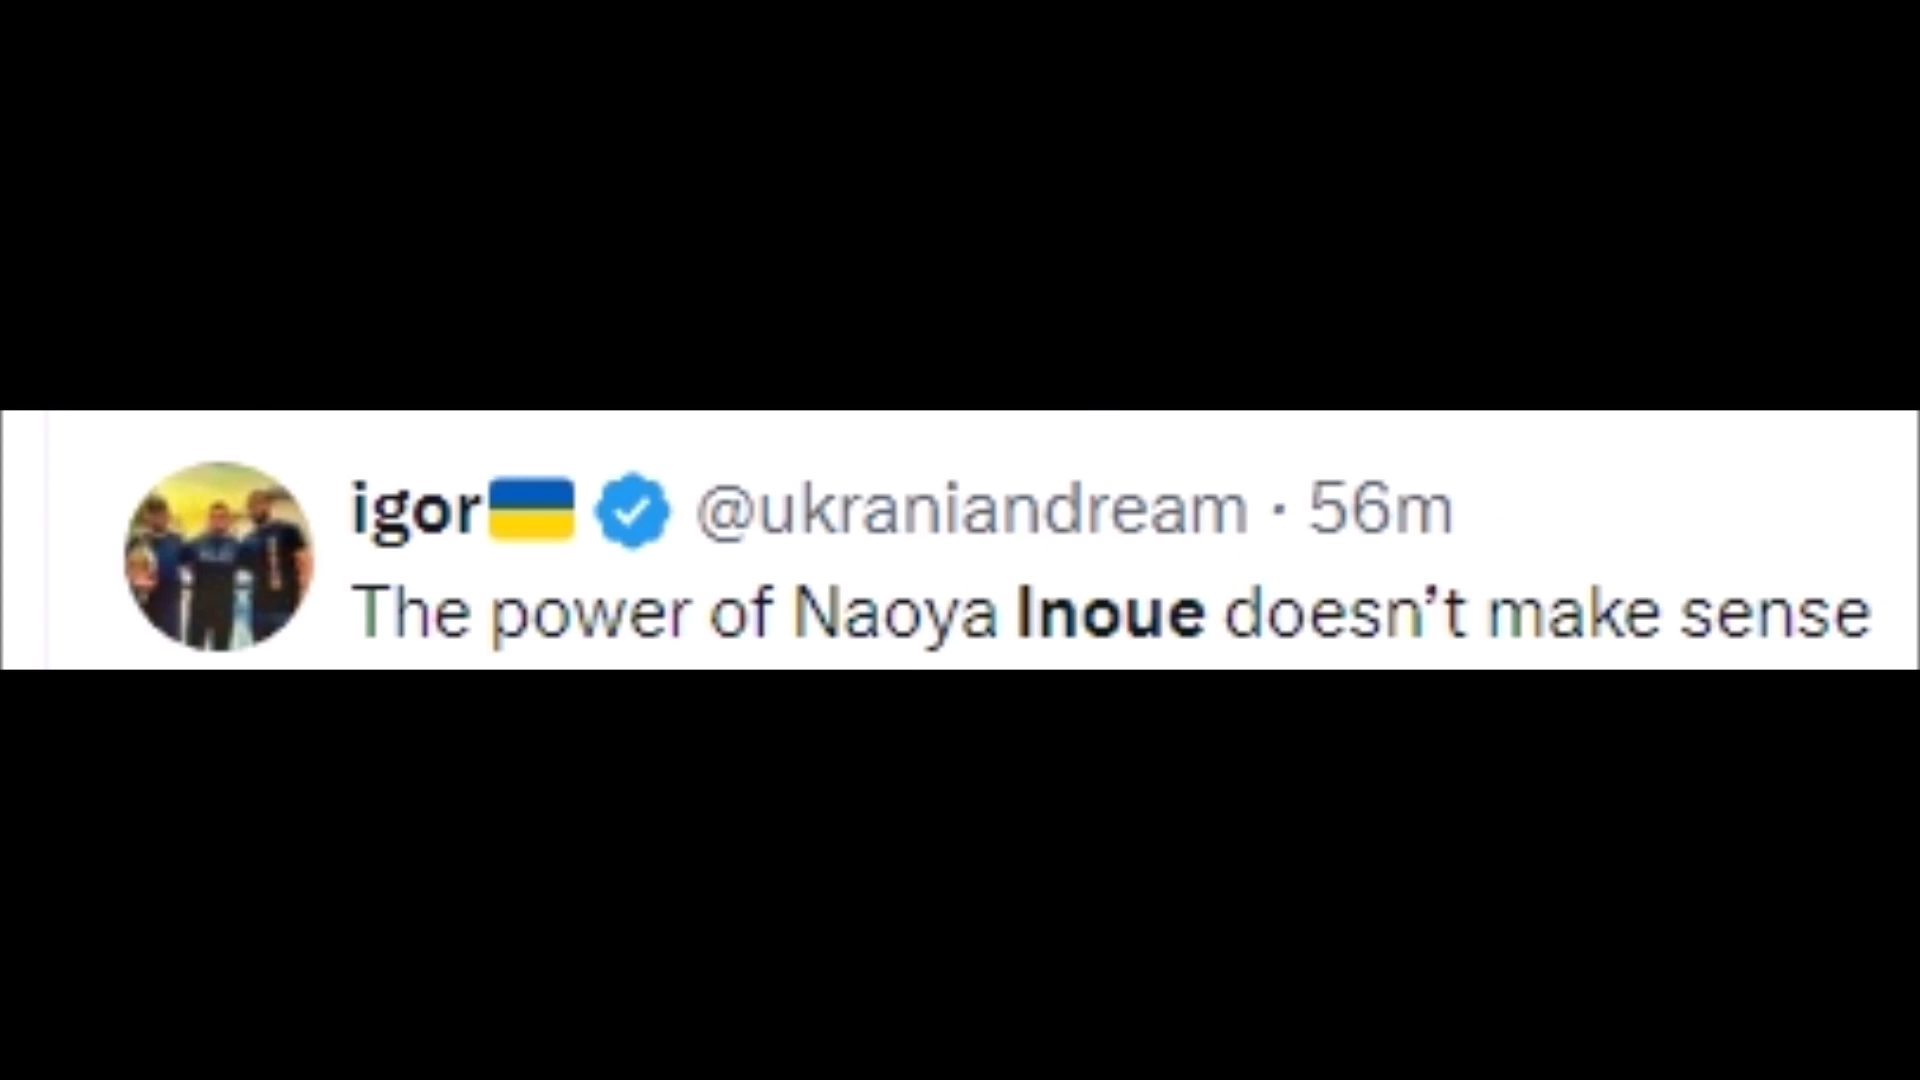 igor🇺🇦 @ukraniandream · 56m
The power of Naoya Inoue doesn’t make sense